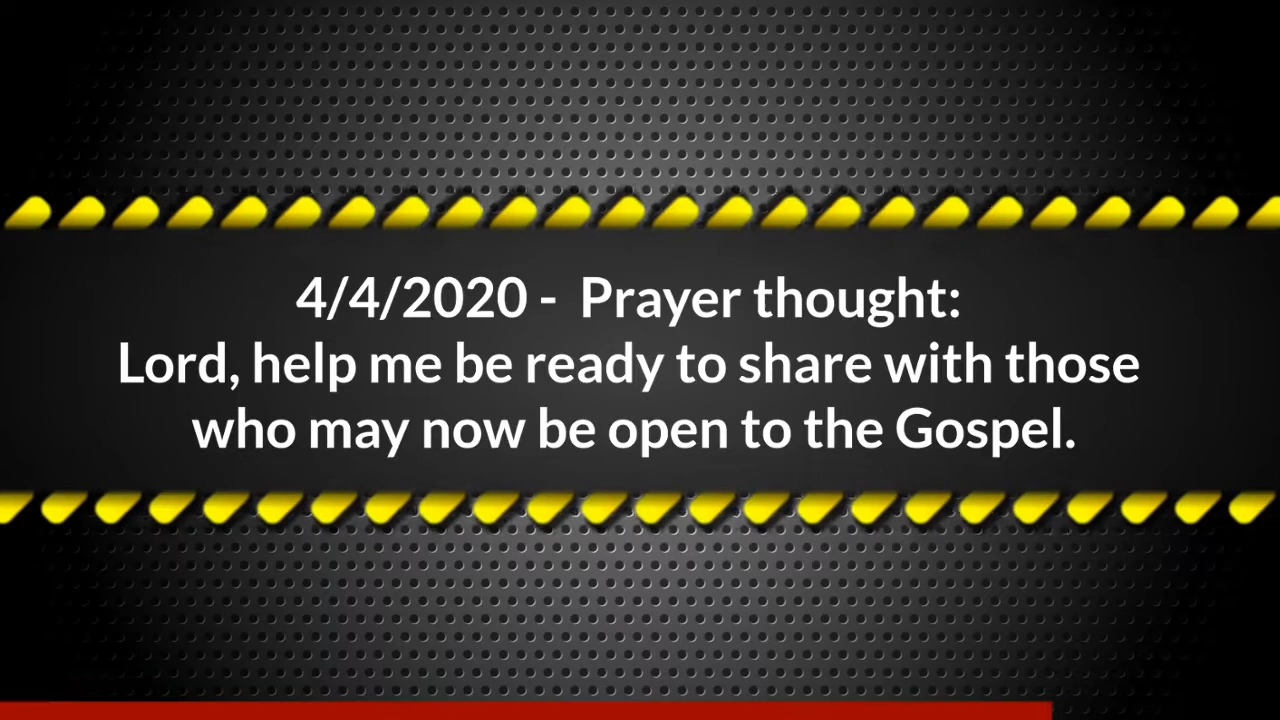 4/4/2020 -  Prayer thought:
Lord, help me be ready to share with those
who may now be open to the Gospel.